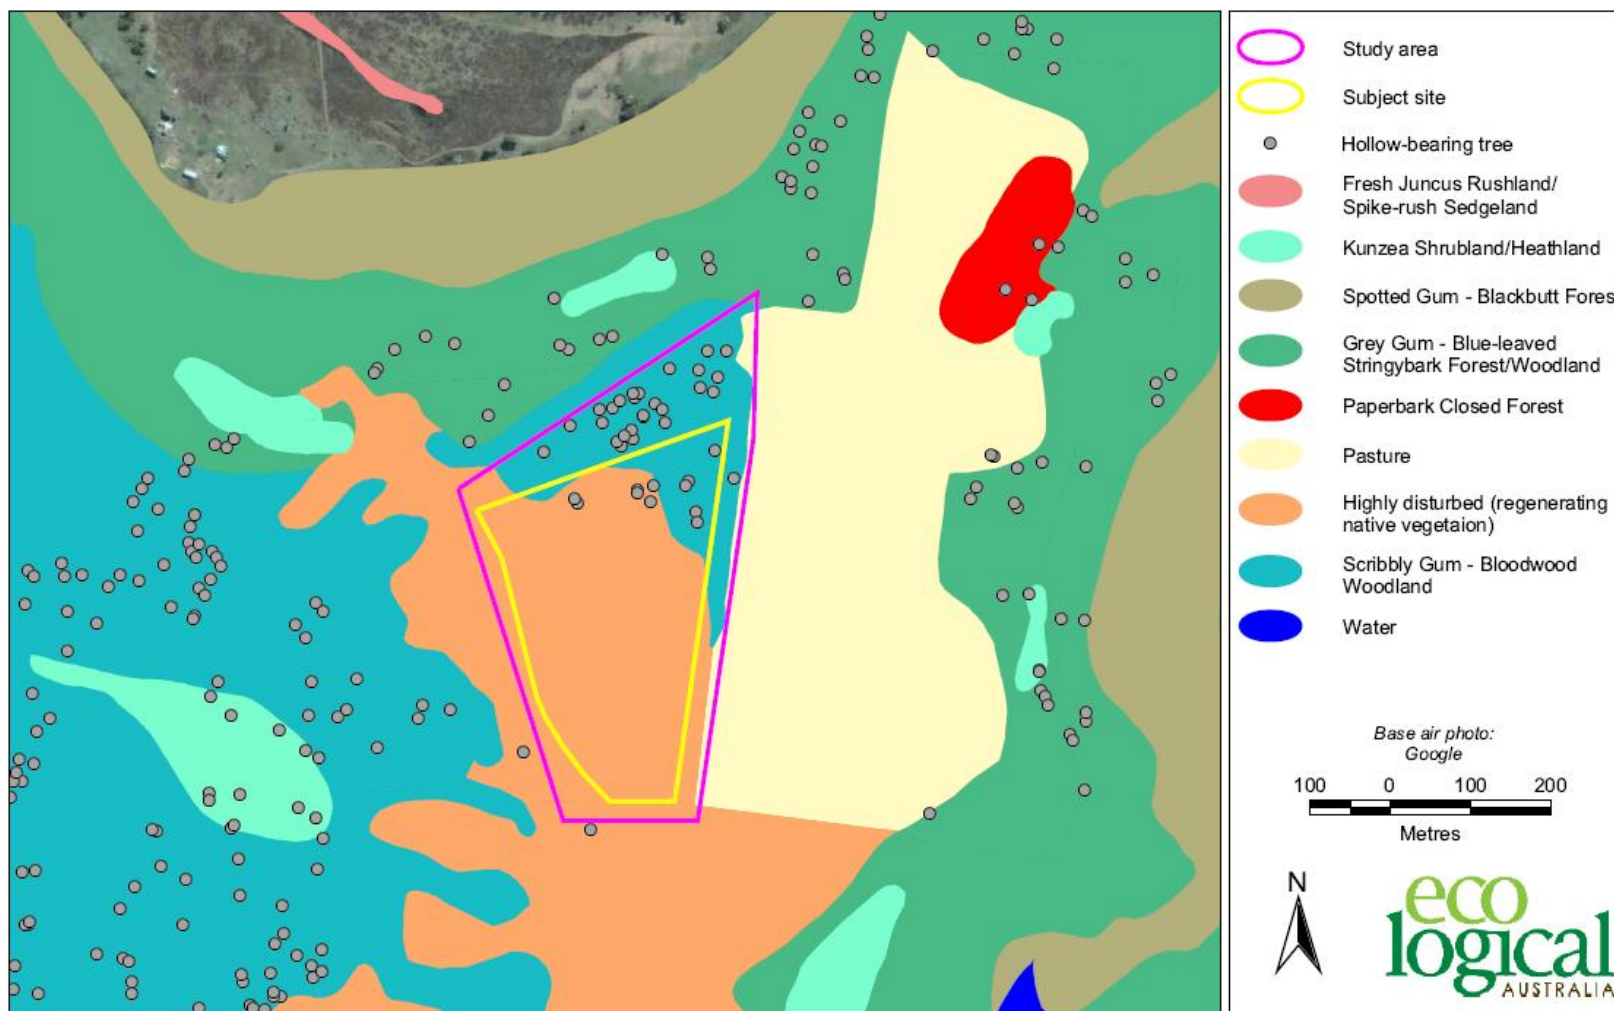 Study area
Subject site
Hollow-bearing tree
Fresh Jucus Rushland/
Spike-rush Sedgeland
Kunzea Shrubland/Heathland
Spotted Gum - Blackbutt Fores
Grey Gum - Blue-leaved
Stringybark Forest/Woodland
Paperbark Closed Forest
Pasture
Highly disturbed (regenerating
native vegetaion)
Scribbly Gum - Bloodwood
Woodland
Water
Base air photo:
Google
100 0 100 200
Metres
N
eco
logical
AUSTRALIA